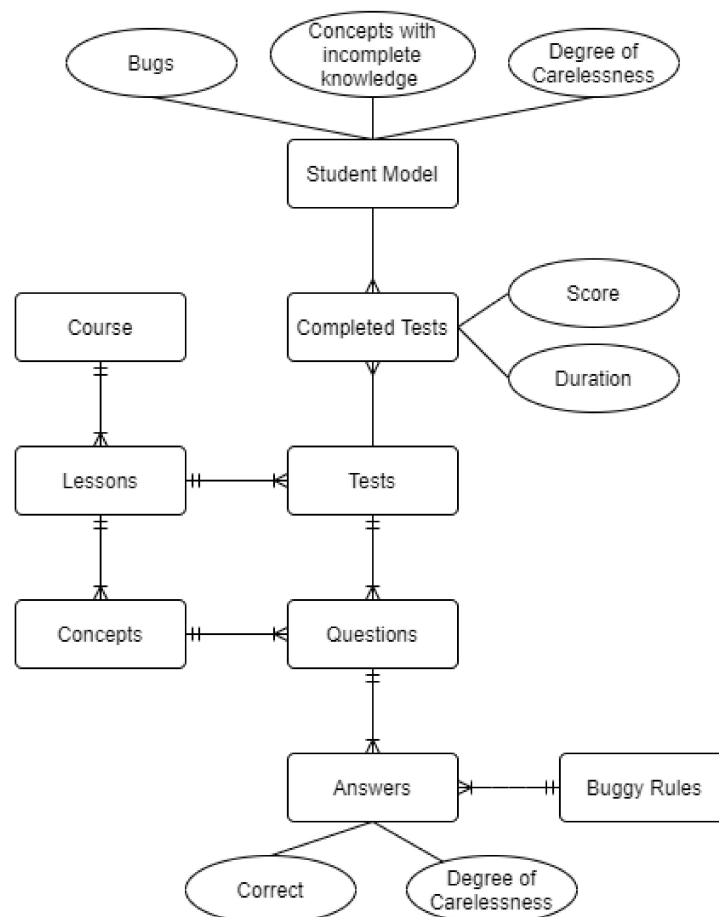 Bugs
Concepts with
incomplete
knowledge
Degree of
Carelessness
Student Model
Course
Completed Tests
Score
Duration
Lessons
Tests
Concepts
Questions
Answers
Buggy Rules
Correct
Degree of
Carelessness